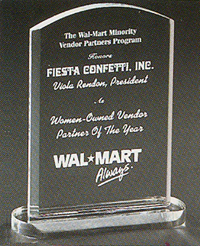 The Wal-Mart Minority
Vendor Partners Program
Honors
FIESTA CONFETTI, INC.
Viola Rendon, President
As
Women-Owned Vendor
Partner Of The Year
WAL★MART
Always.